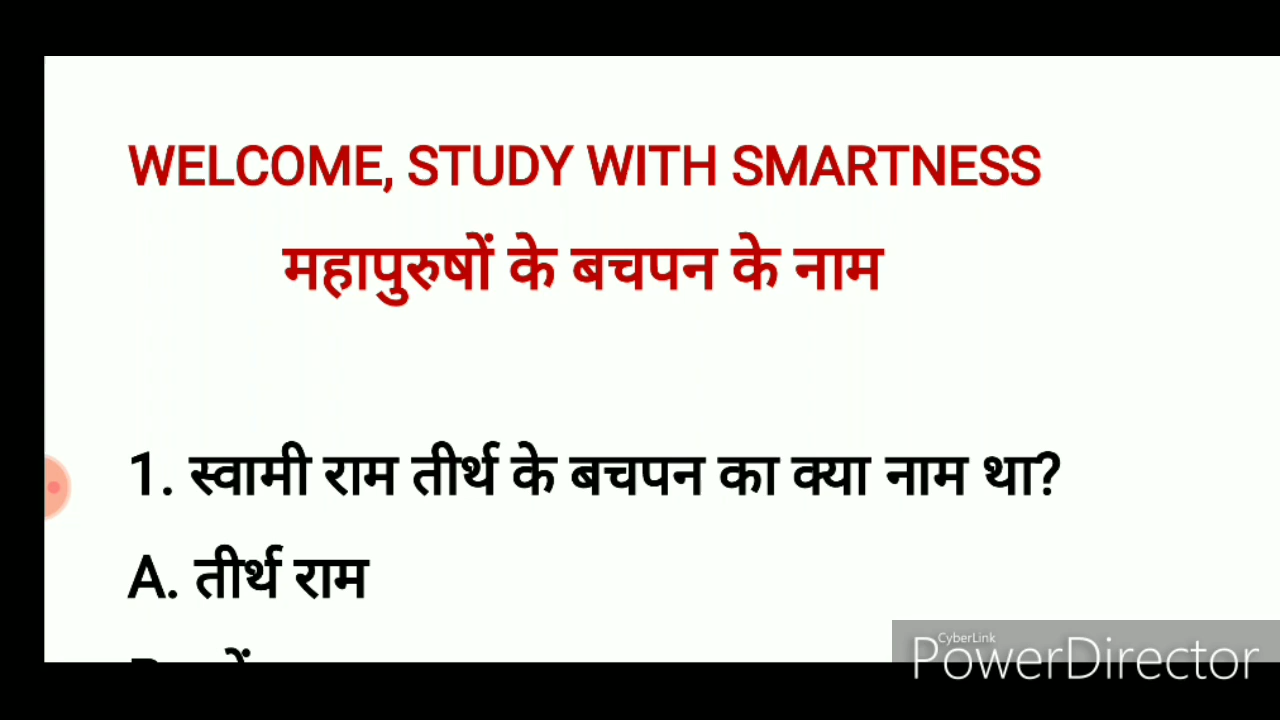 WELCOME, STUDY WITH SMARTNESS
महापुरुषों के बचपन के नाम
1. स्वामी राम तीर्थ के बचपन का क्या नाम था?
A. तीर्थ राम
CyberLink
PowerDirector